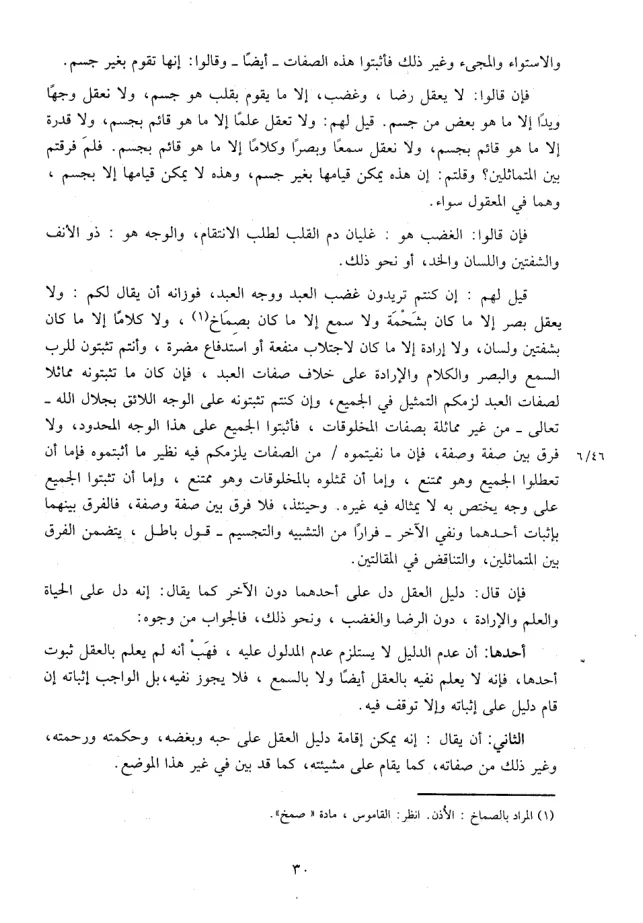 والاستواء والمجىء وغير ذلك فأثبتوا هذه الصفات ـ أيضًا ـ وقالوا: إنها تقوم بغير جسم.
فإن قالوا: لا يعقل رضا ، وغضب، إلا ما يقوم بقلب هو جسم، ولا نعقل وجهًا
ويدًا إلا ما هو بعض من جسم. قيل لهم: ولا تعقل علمًا إلا ما هو قائم بجسم، ولا قدرة
إلا ما هو قائم بجسم، ولا نعقل سمعًا وبصرًا وكلامًا إلا ما هو قائم بجسم. فلمَ فرقتم
بين المتماثلين؟ وقلتم: إن هذه يمكن قيامها بغير جسم، وهذه لا يمكن قيامها إلا بجسم ،
وهما في المعقول سواء.
فإن قالوا: الغضب هو : غليان دم القلب لطلب الانتقام، والوجه هو : ذو الأنف
والشفتين واللسان والخد، أو نحو ذلك.
قيل لهم : إن كنتم تريدون غضب العبد ووجه العبد، فوزانه أن يقال لكم : ولا
يعقل بصر إلا ما كان بشَحْمَة ولا سمع إلا ما كان بصمَاخ(١) ، ولا كلامًا إلا ما كان
بشفتين ولسان، ولا إرادة إلا ما كان لاجتلاب منفعة أو استدفاع مضرة ، وأنتم تثبتون للرب
السمع والبصر والكلام والإرادة على خلاف صفات العبد ، فإن كان ما تثبتونه مماثلا
لصفات العبد لزمكم التمثيل في الجميع، وإن كنتم تثبتونه على الوجه اللائق بجلال الله ـ
تعالى ـ من غير مماثلة بصفات المخلوقات ، فأثبتوا الجميع على هذا الوجه المحدود، ولا
فرق بين صفة وصفة، فإن ما نفيتموه / من الصفات يلزمكم فيه نظير ما أثبتموه فإما أن
٦/٤٦
تعطلوا الجميع وهو ممتنع ، وإما أن تمثلوه بالمخلوقات وهو ممتنع ، وإما أن تثبتوا الجميع
على وجه يختص به لا يماثله فيه غيره. وحينئذ، فلا فرق بين صفة وصفة، فالفرق بينهما
بإثبات أحدهما ونفي الآخر ـ فرارًا من التشبيه والتجسيم ـ قول باطل ، يتضمن الفرق
بين المتماثلين، والتناقض في المقالتين.
فإن قال: دليل العقل دل على أحدهما دون الآخر كما يقال: إنه دل على الحياة
والعلم والإرادة ، دون الرضا والغضب ، ونحو ذلك، فالجواب من وجوه:
أحدها: أن عدم الدليل لا يستلزم عدم المدلول عليه ، فهَبْ أنه لم يعلم بالعقل ثبوت
أحدها، فإنه لا يعلم نفيه بالعقل أيضًا ولا بالسمع ، فلا يجوز نفيه،بل الواجب إثباته إن
قام دليل على إثباته وإلا توقف فيه.
الثاني: أن يقال : إنه يمكن إقامة دليل العقل على حبه وبغضه، وحكمته ورحمته،
وغير ذلك من صفاته، كما يقام على مشيئته، كما قد بين في غير هذا الموضع.
(١) المراد بالصماخ : الأُذن. انظر: القاموس ، مادة « صمخ».
٣٠